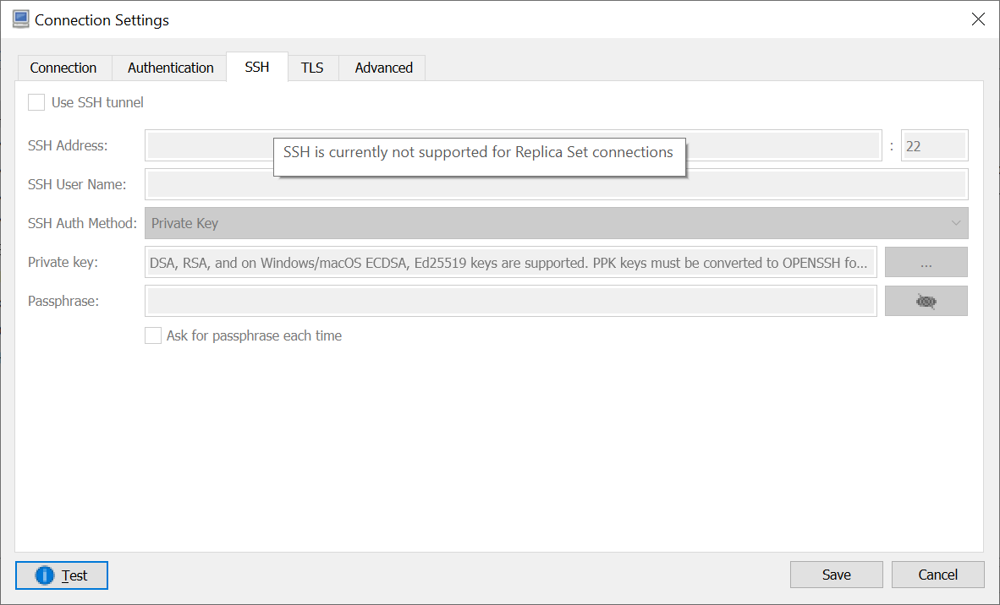 Connection Settings
Connection Authentication SSH TLS Advanced
Use SSH tunnel
SSH Address: : 22
SSH is currently not supported for Replica Set connections
SSH User Name:
SSH Auth Method: Private Key
Private key: DSA, RSA, and on Windows/macOS ECDSA, Ed25519 keys are supported. PPK keys must be converted to OPENSSH fo... ...
Passphrase:
Ask for passphrase each time
Test Save Cancel